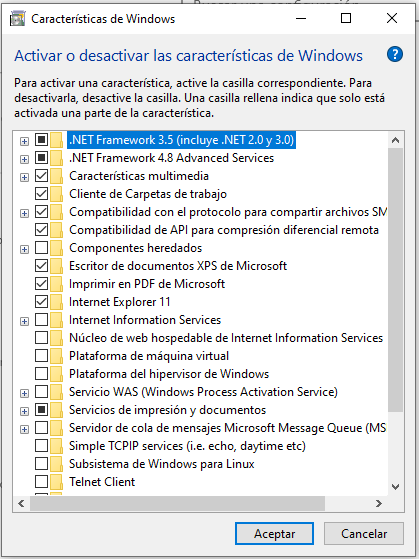 Características de Windows
Activar o desactivar las características de Windows
?
Para activar una característica, active la casilla correspondiente. Para
desactivarla, desactive la casilla. Una casilla rellena indica que solo está
activada una parte de la característica.
.NET Framework 3.5 (incluye .NET 2.0 y 3.0)
.NET Framework 4.8 Advanced Services
Características multimedia
Cliente de Carpetas de trabajo
Compatibilidad con el protocolo para compartir archivos SM
Compatibilidad de API para compresión diferencial remota
Componentes heredados
Escritor de documentos XPS de Microsoft
Imprimir en PDF de Microsoft
Internet Explorer 11
Internet Information Services
Núcleo de web hospedable de Internet Information Services
Plataforma de máquina virtual
Plataforma del hipervisor de Windows
Servicio WAS (Windows Process Activation Service)
Servicios de impresión y documentos
Servidor de cola de mensajes Microsoft Message Queue (MS
Simple TCPIP services (i.e. echo, daytime etc)
Subsistema de Windows para Linux
Telnet Client
Aceptar
Cancelar